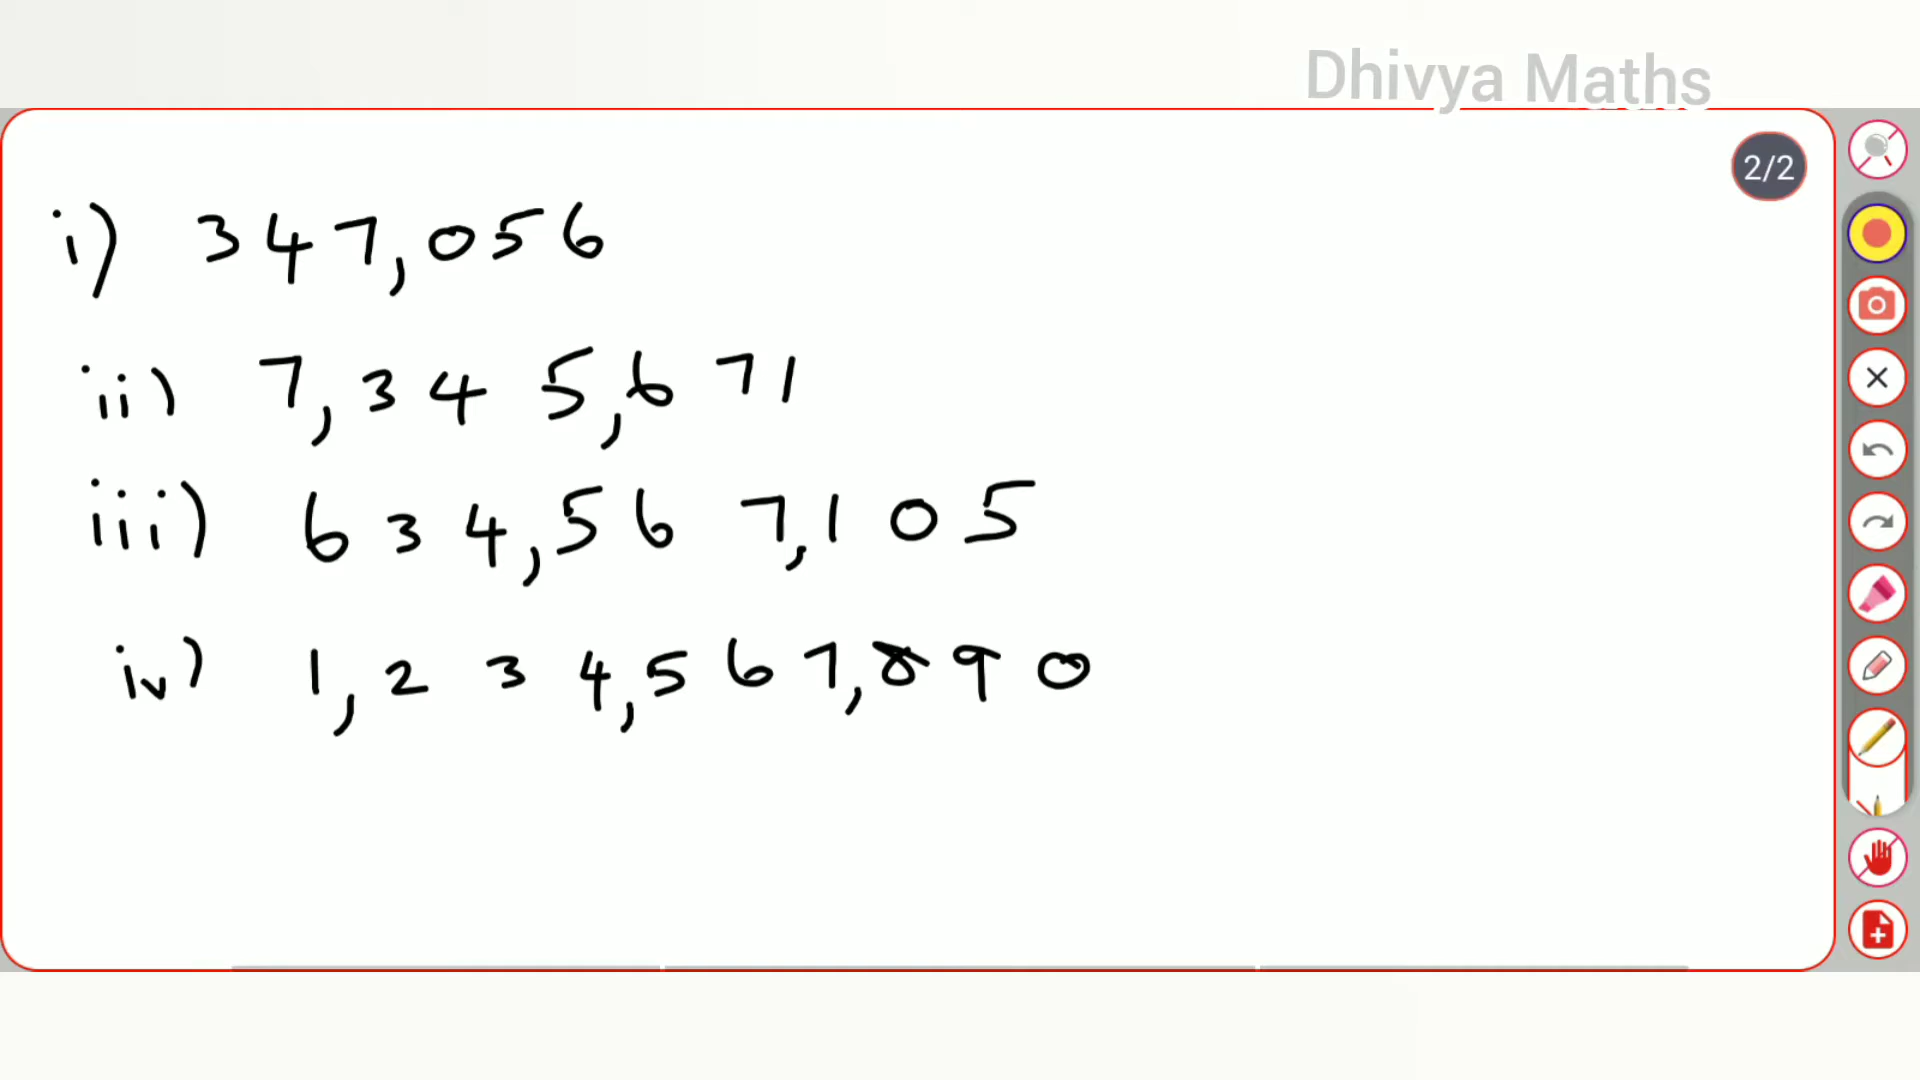 Dhivya Maths
2/2
i) 347,056
ii) 7,345,671
iii) 634,567,105
iv) 1,234,567,890